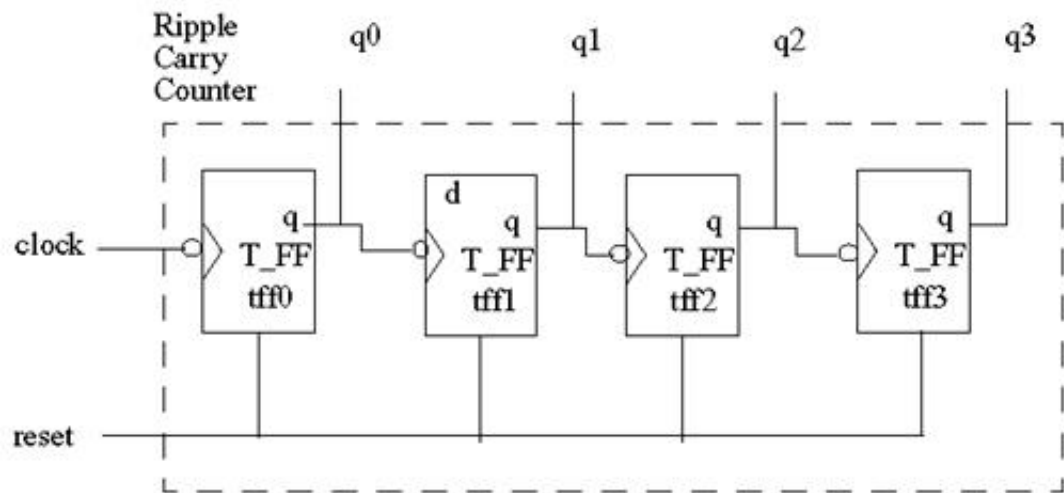 Ripple
Carry
Counter
q0
q1
q2
q3
clock
q
T_FF
tff0
d
q
T_FF
tff1
q
T_FF
tff2
q
T_FF
tff3
reset